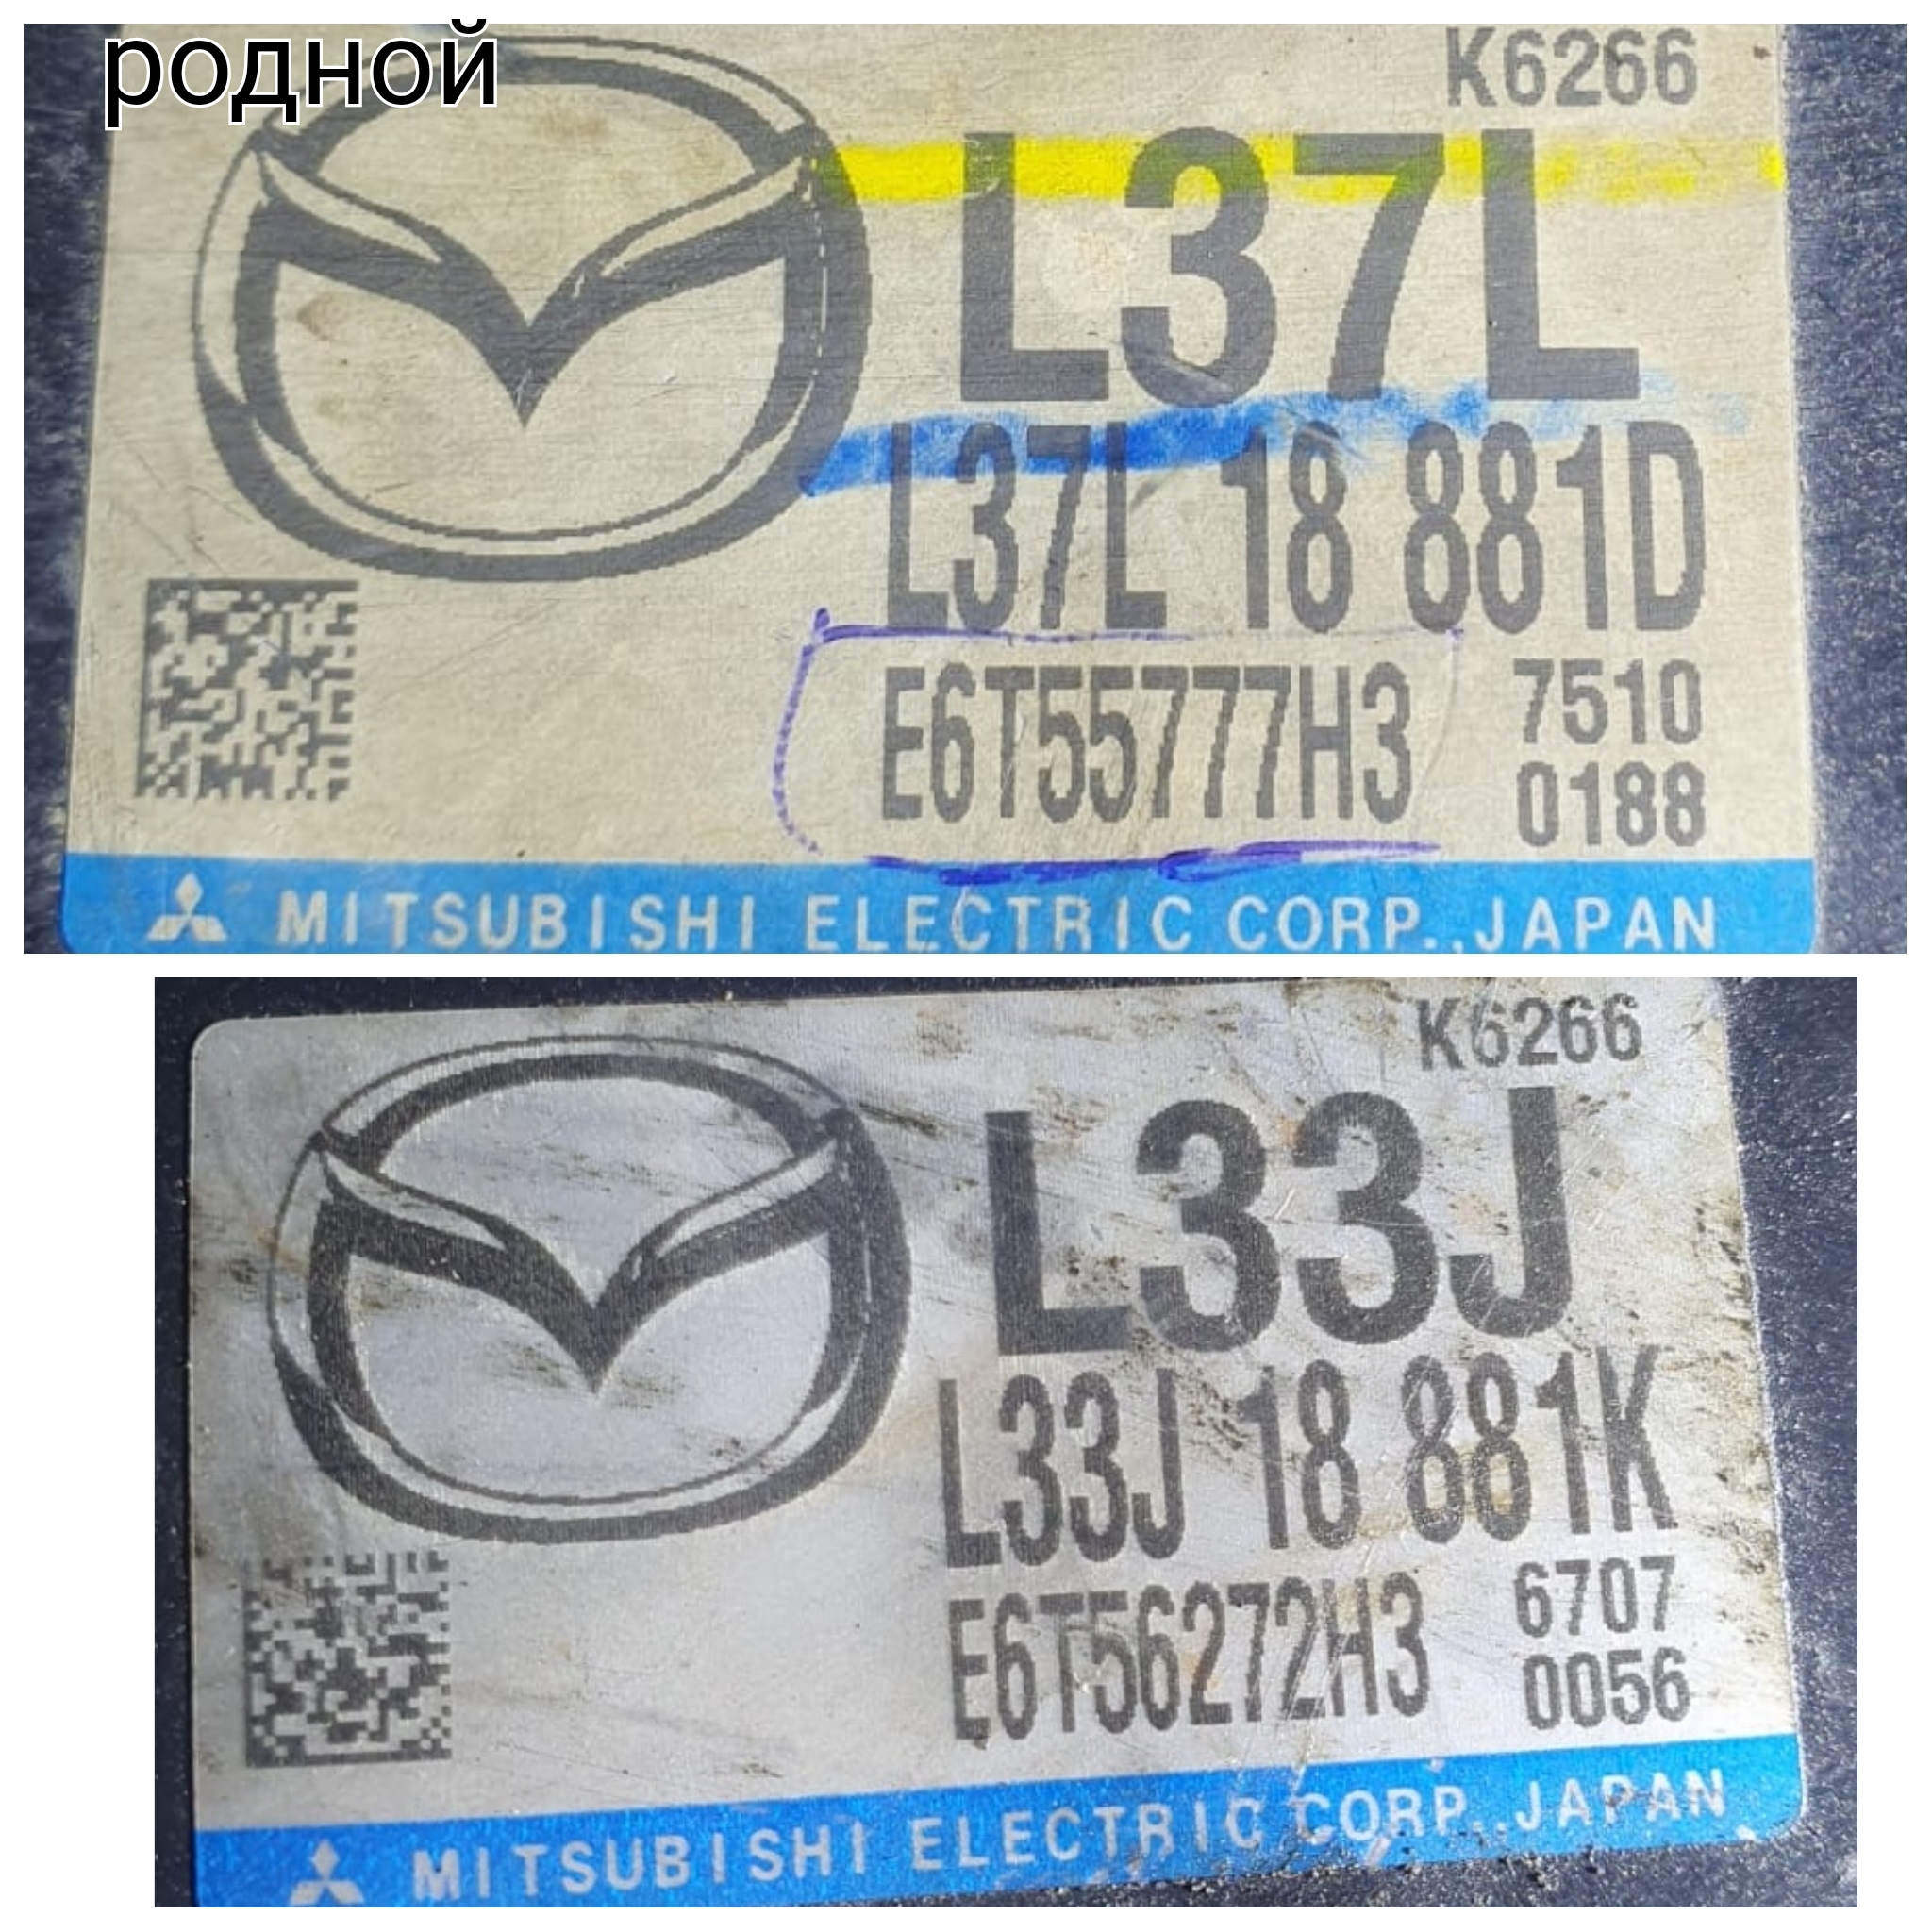 родной
K6266
L37L
L37L 18 881D
E6T55777H3 7510
0188
MITSUBISHI ELECTRIC CORP.,JAPAN
K6266
L33J
L33J 18 881K
E6T56272H3 6707
0056
MITSUBISHI ELECTRIC CORP.,JAPAN